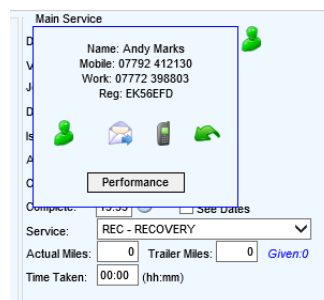 Main Service
Name: Andy Marks
Mobile: 07792 412130
Work: 07772 398803
Reg: EK56EFD
Performance
See Dates
Service: REC - RECOVERY
Actual Miles: 0 Trailer Miles: 0 Given:0
Time Taken: 00:00 (hh:mm)